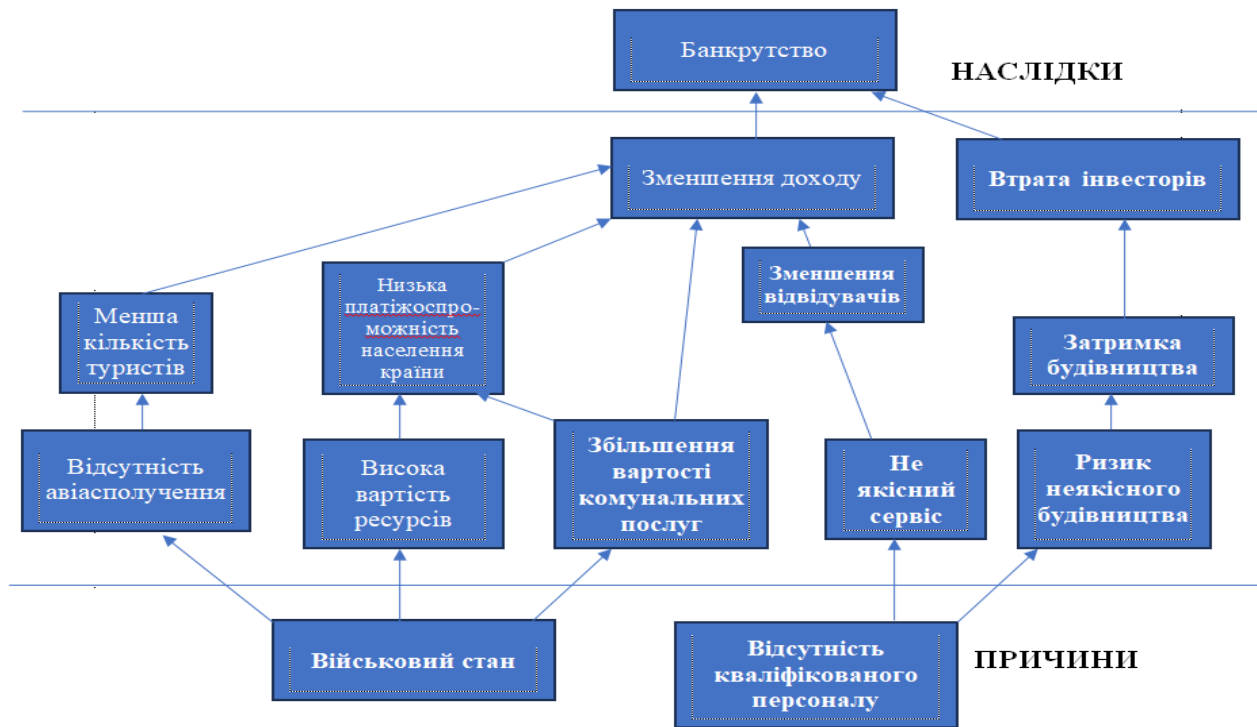 Банкрутство
НАСЛІДКИ
Зменшення доходу
Втрата інвесторів
Менша
кількість
туристів
Низька
платіжоспро-
можність
населення
країни
Зменшення
відвідувачів
Затримка
будівництва
Відсутність
авіасполучення
Висока
вартість
ресурсів
Збільшення
вартості
комунальних
послуг
Не
якісний
сервіс
Ризик
неякісного
будівництва
Військовий стан
Відсутність
кваліфікованого
персоналу
ПРИЧИНИ